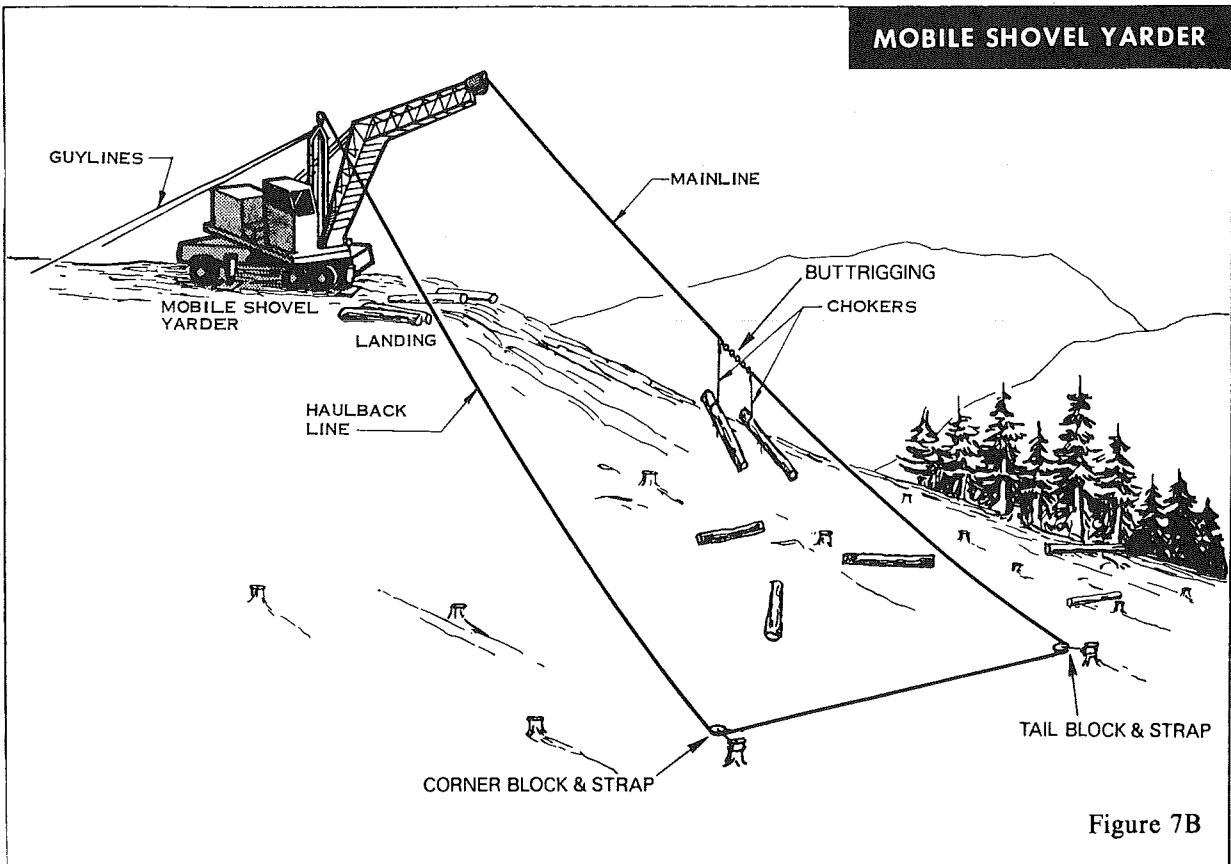 MOBILE SHOVEL YARDER
GUYLINES
MAINLINE
BUTTRIGGING
CHOKERS
MOBILE SHOVEL
YARDER
LANDING
HAULBACK
LINE
TAIL BLOCK & STRAP
CORNER BLOCK & STRAP
Figure 7B